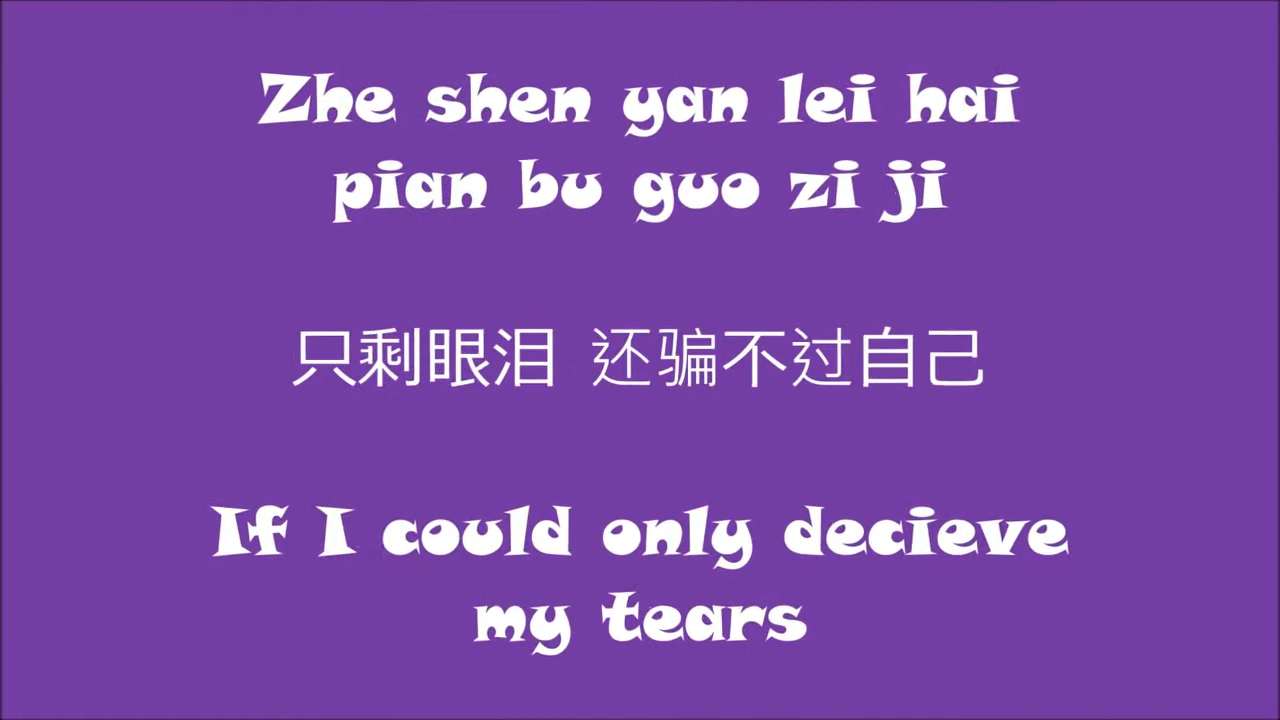 Zhe shen yan lei hai
pian bu guo zi ji
只剩眼泪 还骗不过自己
If I could only decieve
my tears